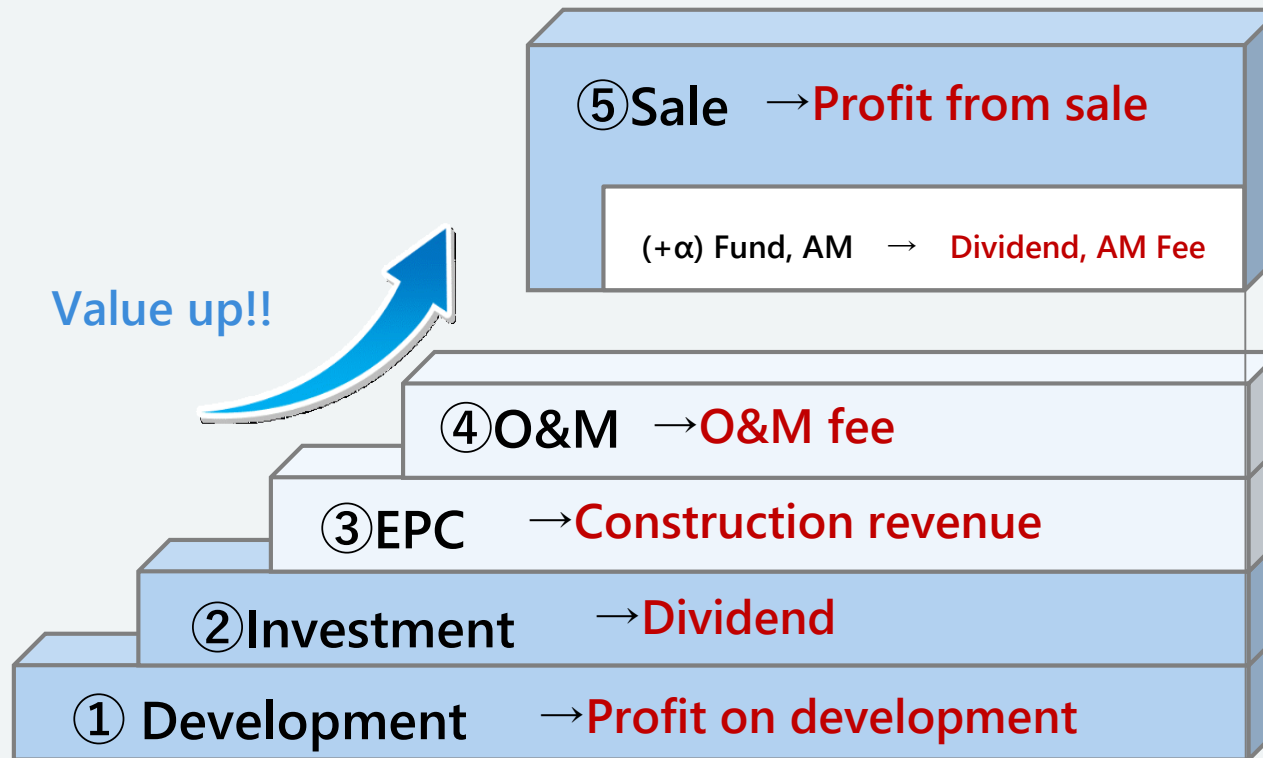 ⑤Sale →Profit from sale
(+α) Fund, AM → Dividend, AM Fee
Value up!!
④O&M →O&M fee
③EPC →Construction revenue
②Investment →Dividend
① Development →Profit on development